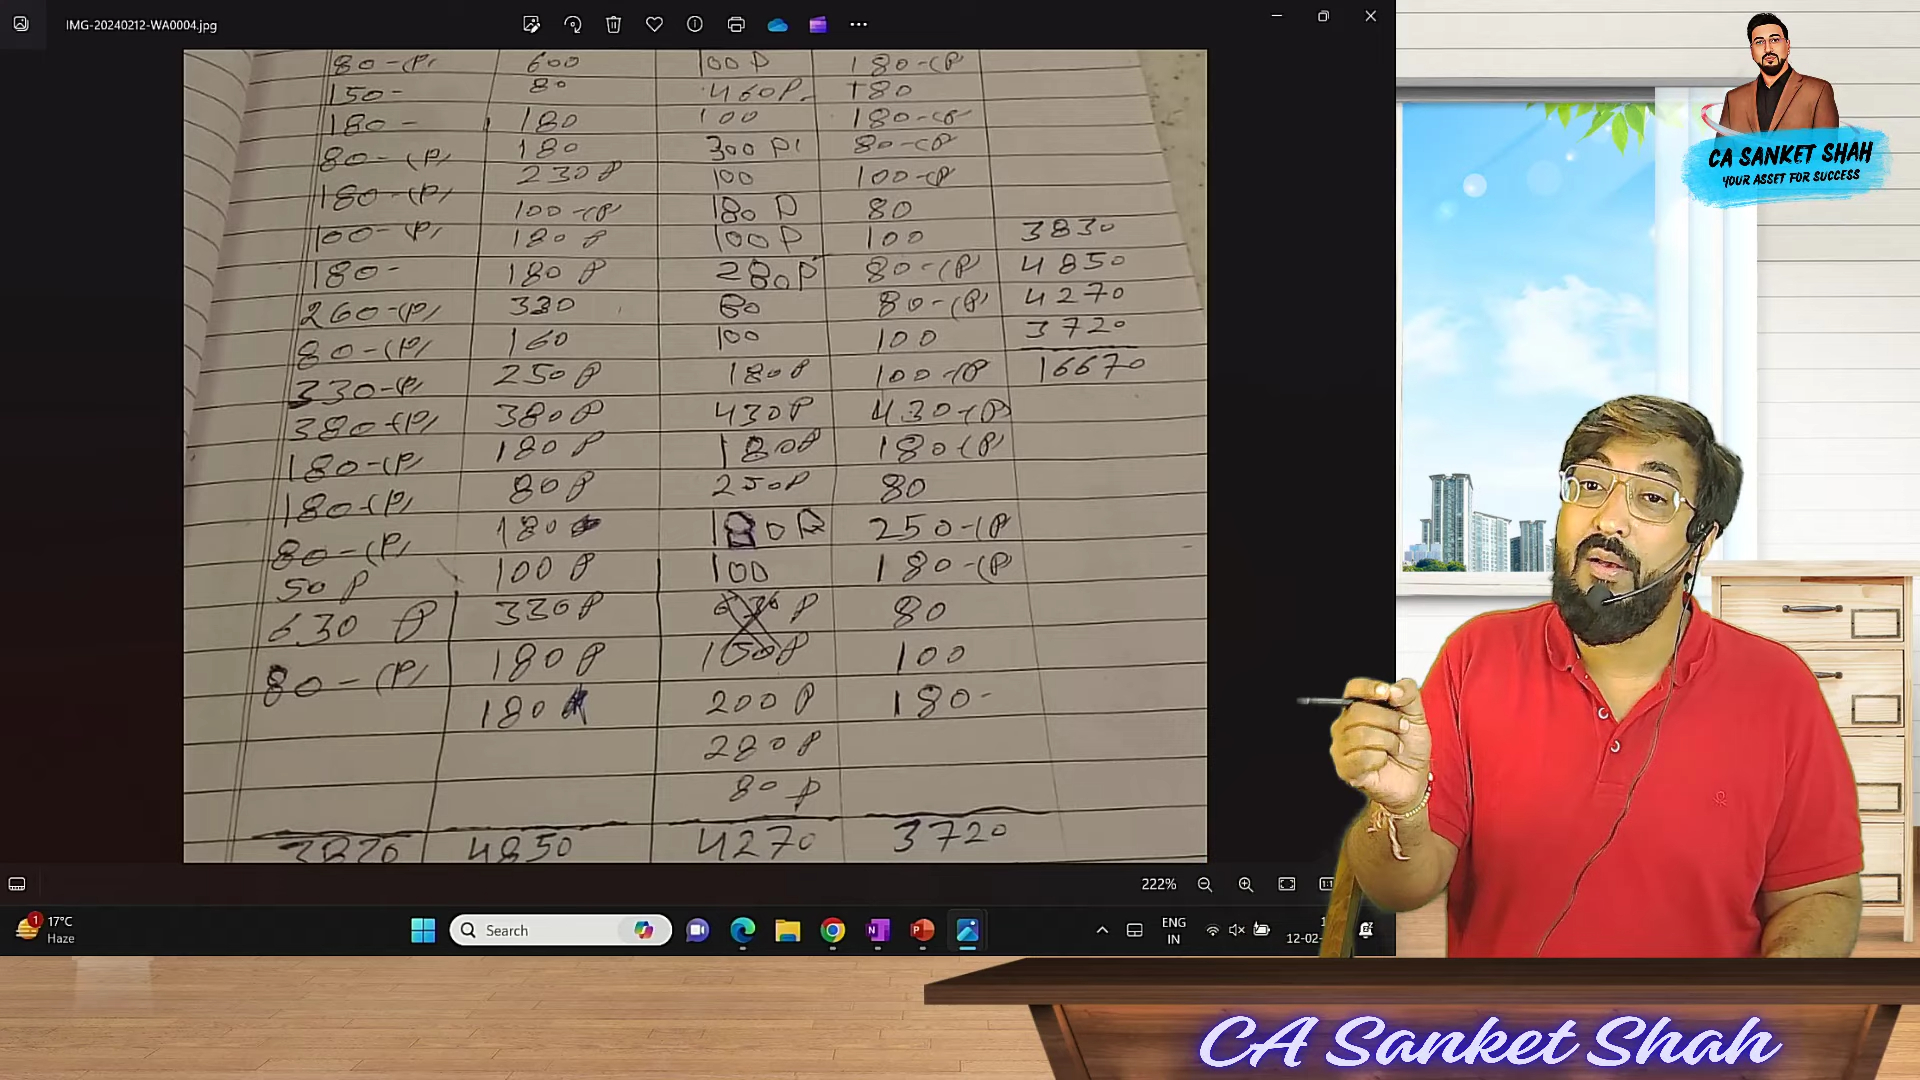 IMG-20240212-WA0004.jpg
80-(P) 600 100 P 180-(P
150- 80 460P. 180
180- 180 100 180-(P
80-(P) 180 300 P 80-(P
180-(P) 230 P 100 100-(P
100-(P) 100-(P) 180 P 80
180- 180 P 100 P 100 3830
260-(P) 180 P 280 P 80-(P) 4850
80-(P) 330 80 80-(P) 4270
330-(P) 160 100 100 3720
380-(P) 250 P 180 P 100-(P 16670
180-(P) 380 P 430 P 430-(P)
180-(P) 180 P 180 P 180-(P)
80-(P) 80 P 250 P 80
50 P 180 180 P 250-(P
630 P 100 P 100 180-(P
80-(P) 330 P P 80
180 P 100
180 200 P 180-
280 P
80 P
4850 4270 3720
CA SANKET SHAH
YOUR ASSET FOR SUCCESS
222%
1
17°C
Haze
Search
ENG
IN
12-02-
CA Sanket Shah